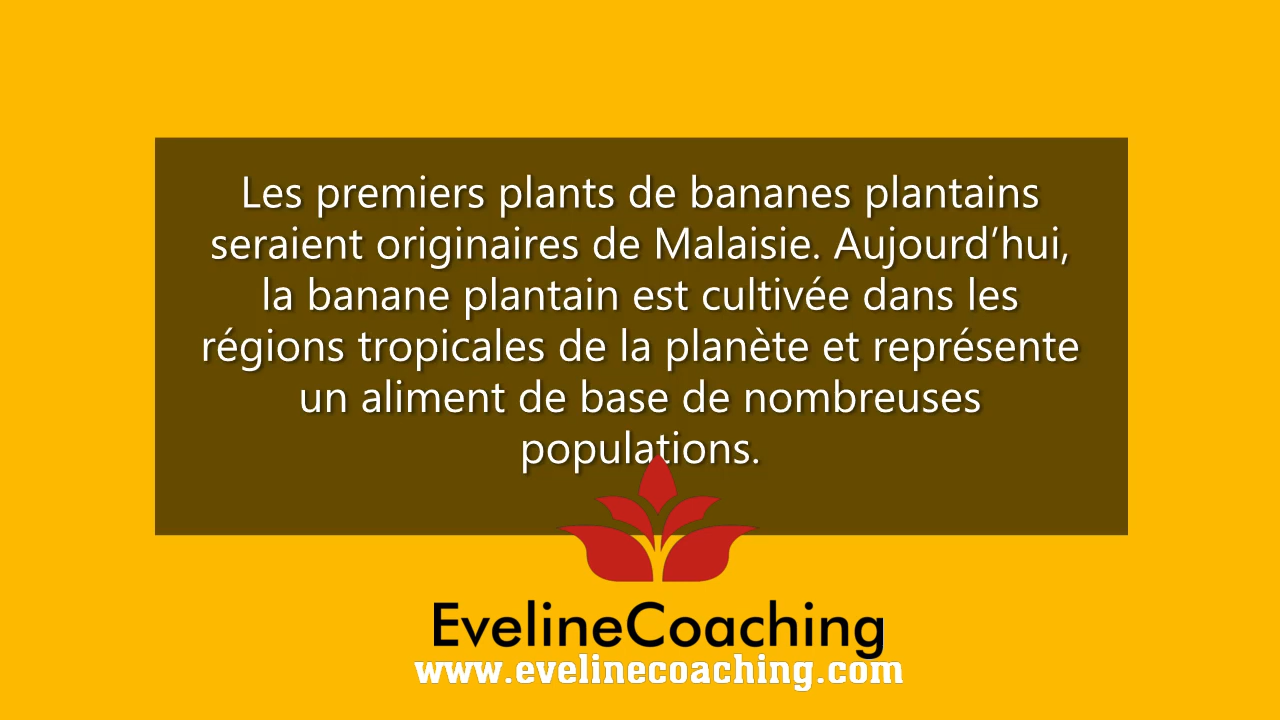 Les premiers plants de bananes plantains
seraient originaires de Malaisie. Aujourd’hui,
la banane plantain est cultivée dans les
régions tropicales de la planète et représente
un aliment de base de nombreuses
populations.
EvelineCoaching
www.evelinecoaching.com